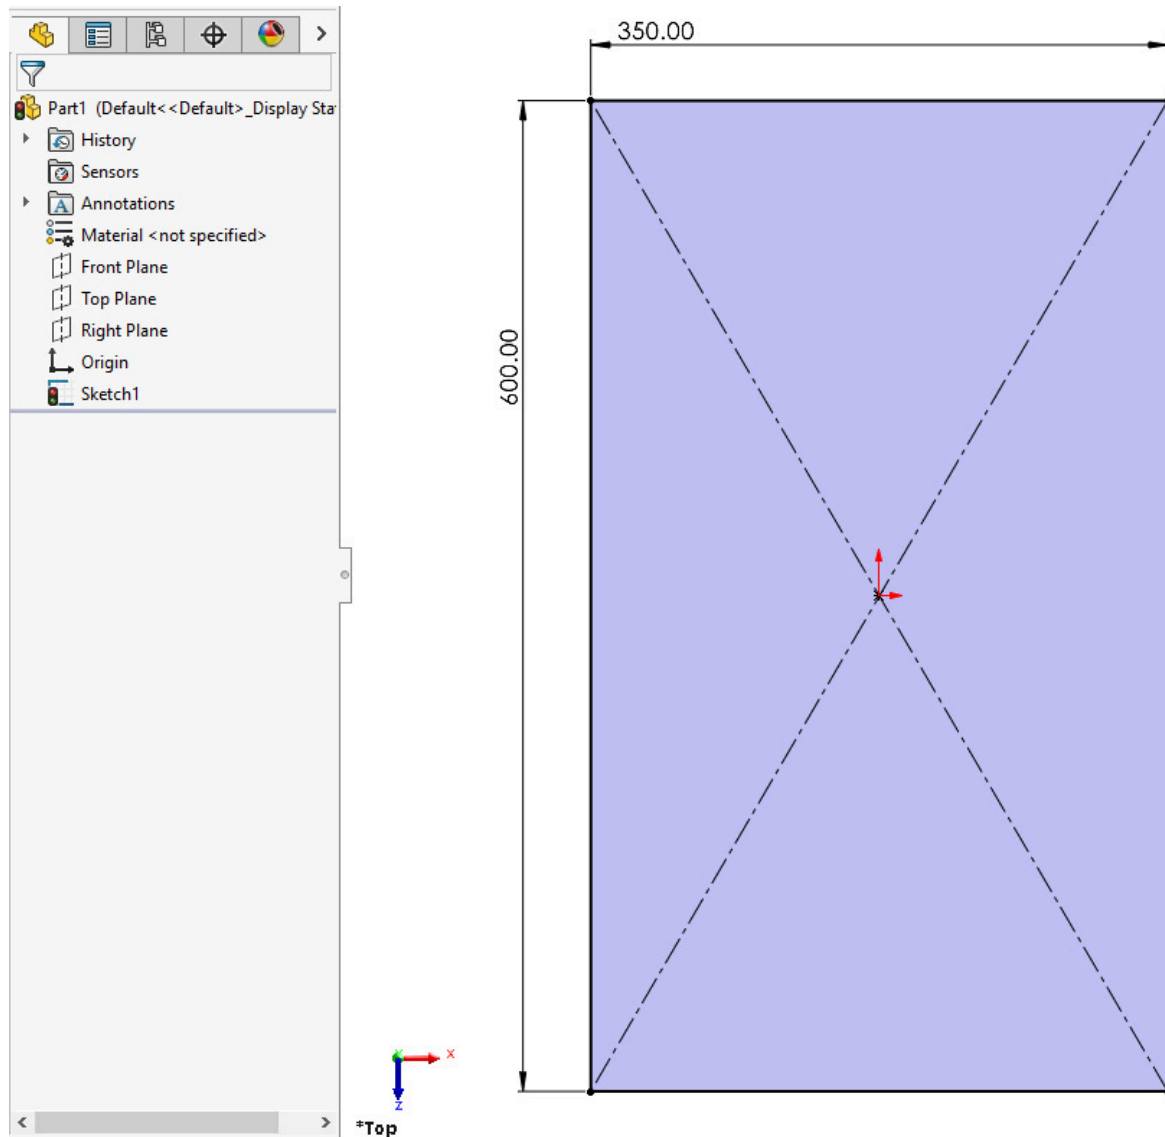 Part1 (Default<<Default>_Display Sta
History
Sensors
A Annotations
Material <not specified>
Front Plane
Top Plane
Right Plane
Origin
Sketch1
350.00
600.00
Y
X
Z
*Top